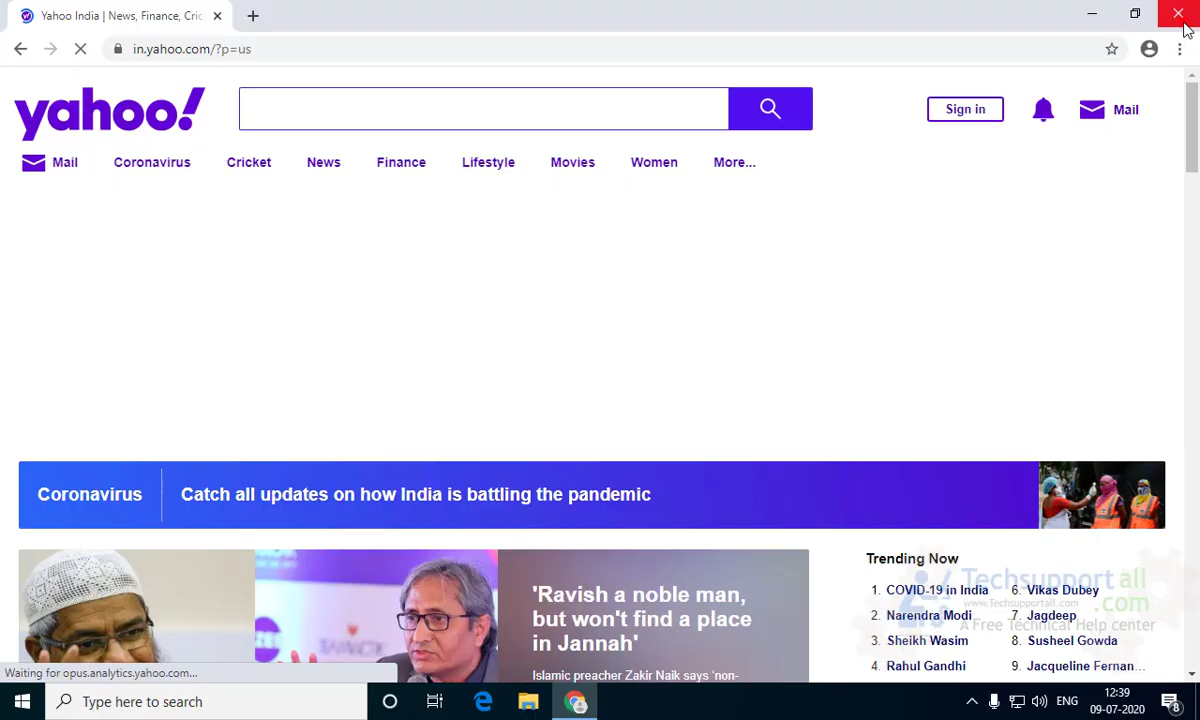 Yahoo India | News, Finance, Cric
in.yahoo.com/?p=us
yahoo!
Sign in
Mail
Mail Coronavirus Cricket News Finance Lifestyle Movies Women More...
Coronavirus
Catch all updates on how India is battling the pandemic
'Ravish a noble man,
but won't find a place
in Jannah'
Islamic preacher Zakir Naik says 'non-
Trending Now
1. COVID-19 in India
2. Narendra Modi
3. Sheikh Wasim
4. Rahul Gandhi
6. Vikas Dubey
7. Jagdeep
8. Susheel Gowda
9. Jacqueline Fernan...
Techsupport all
www.Techsupportall.com
.com
A Free Technical Help center
Waiting for opus.analytics.yahoo.com...
Type here to search
ENG
12:39
09-07-2020
8